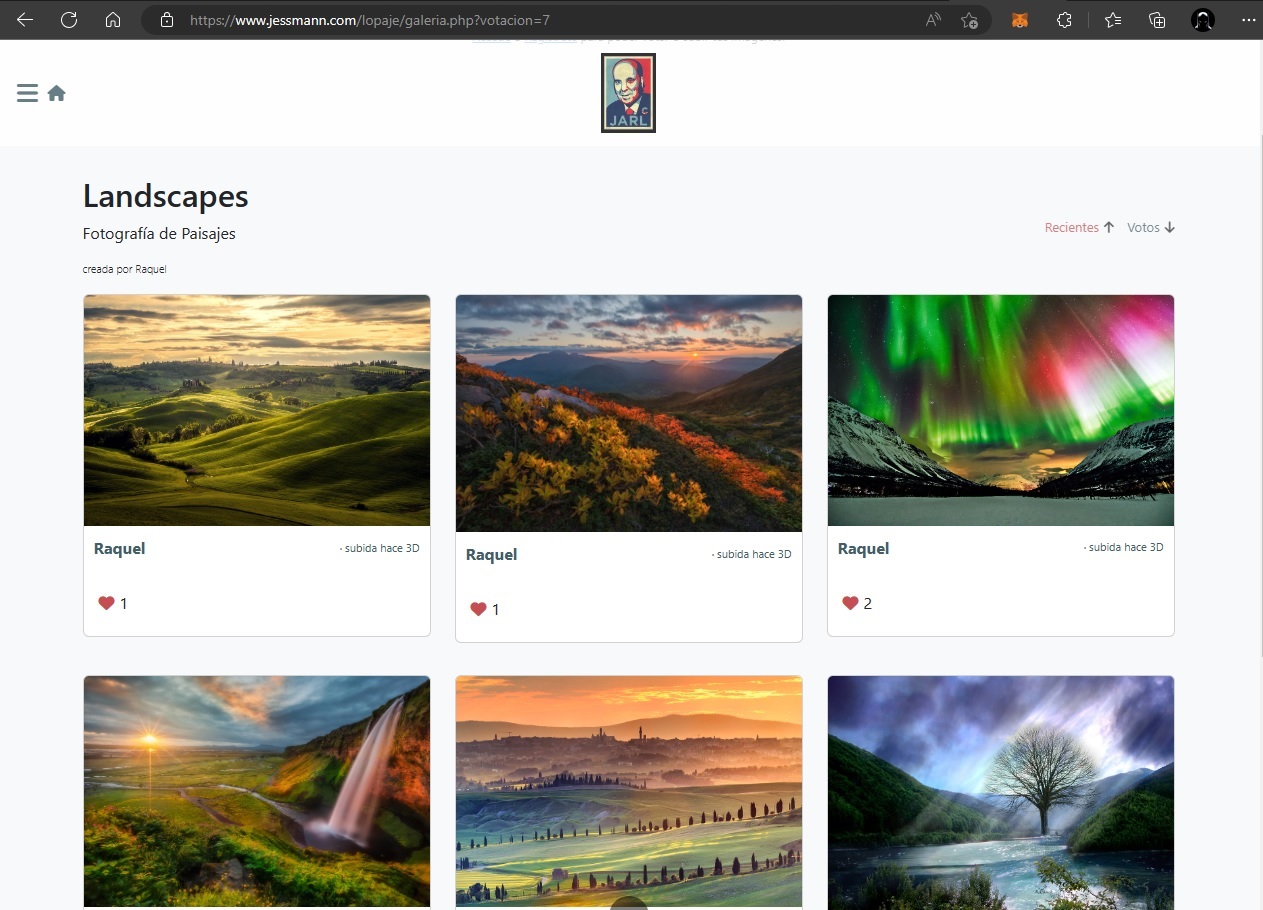 https://www.jessmann.com/lopaje/galeria.php?votacion=7
C
JARL
Landscapes
Fotografía de Paisajes
Recientes Votos
creada por Raquel
Raquel · subida hace 3D
Raquel · subida hace 3D
Raquel · subida hace 3D
1
1
2